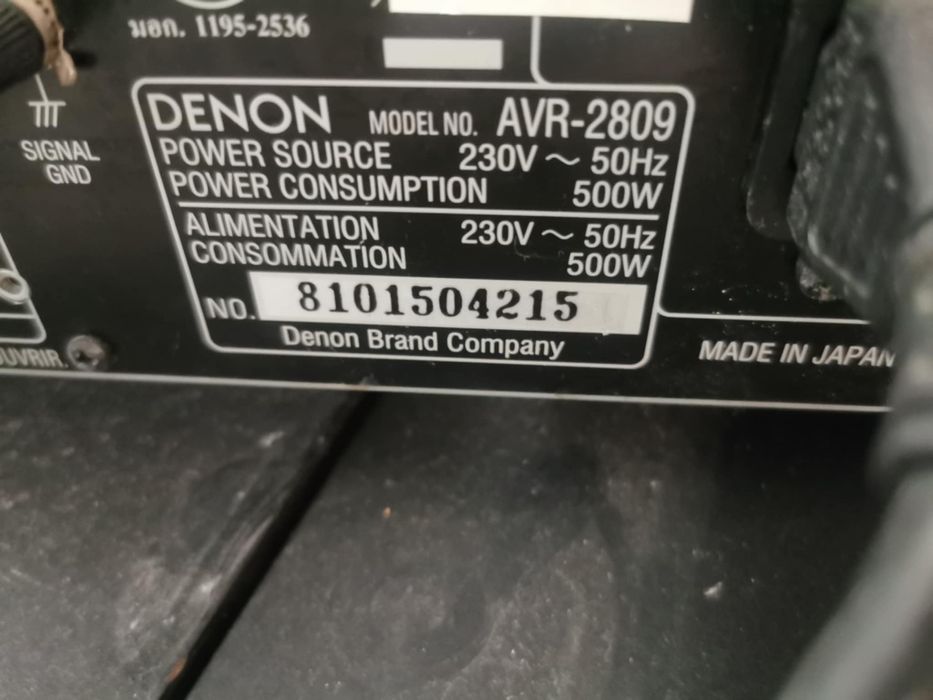 มอก. 1195-2536
SIGNAL
GND
DENON MODEL NO. AVR-2809
POWER SOURCE 230V ~ 50Hz
POWER CONSUMPTION 500W
ALIMENTATION 230V ~ 50Hz
CONSOMMATION 500W
NO. 8101504215
Denon Brand Company
OUVRIR.
MADE IN JAPAN